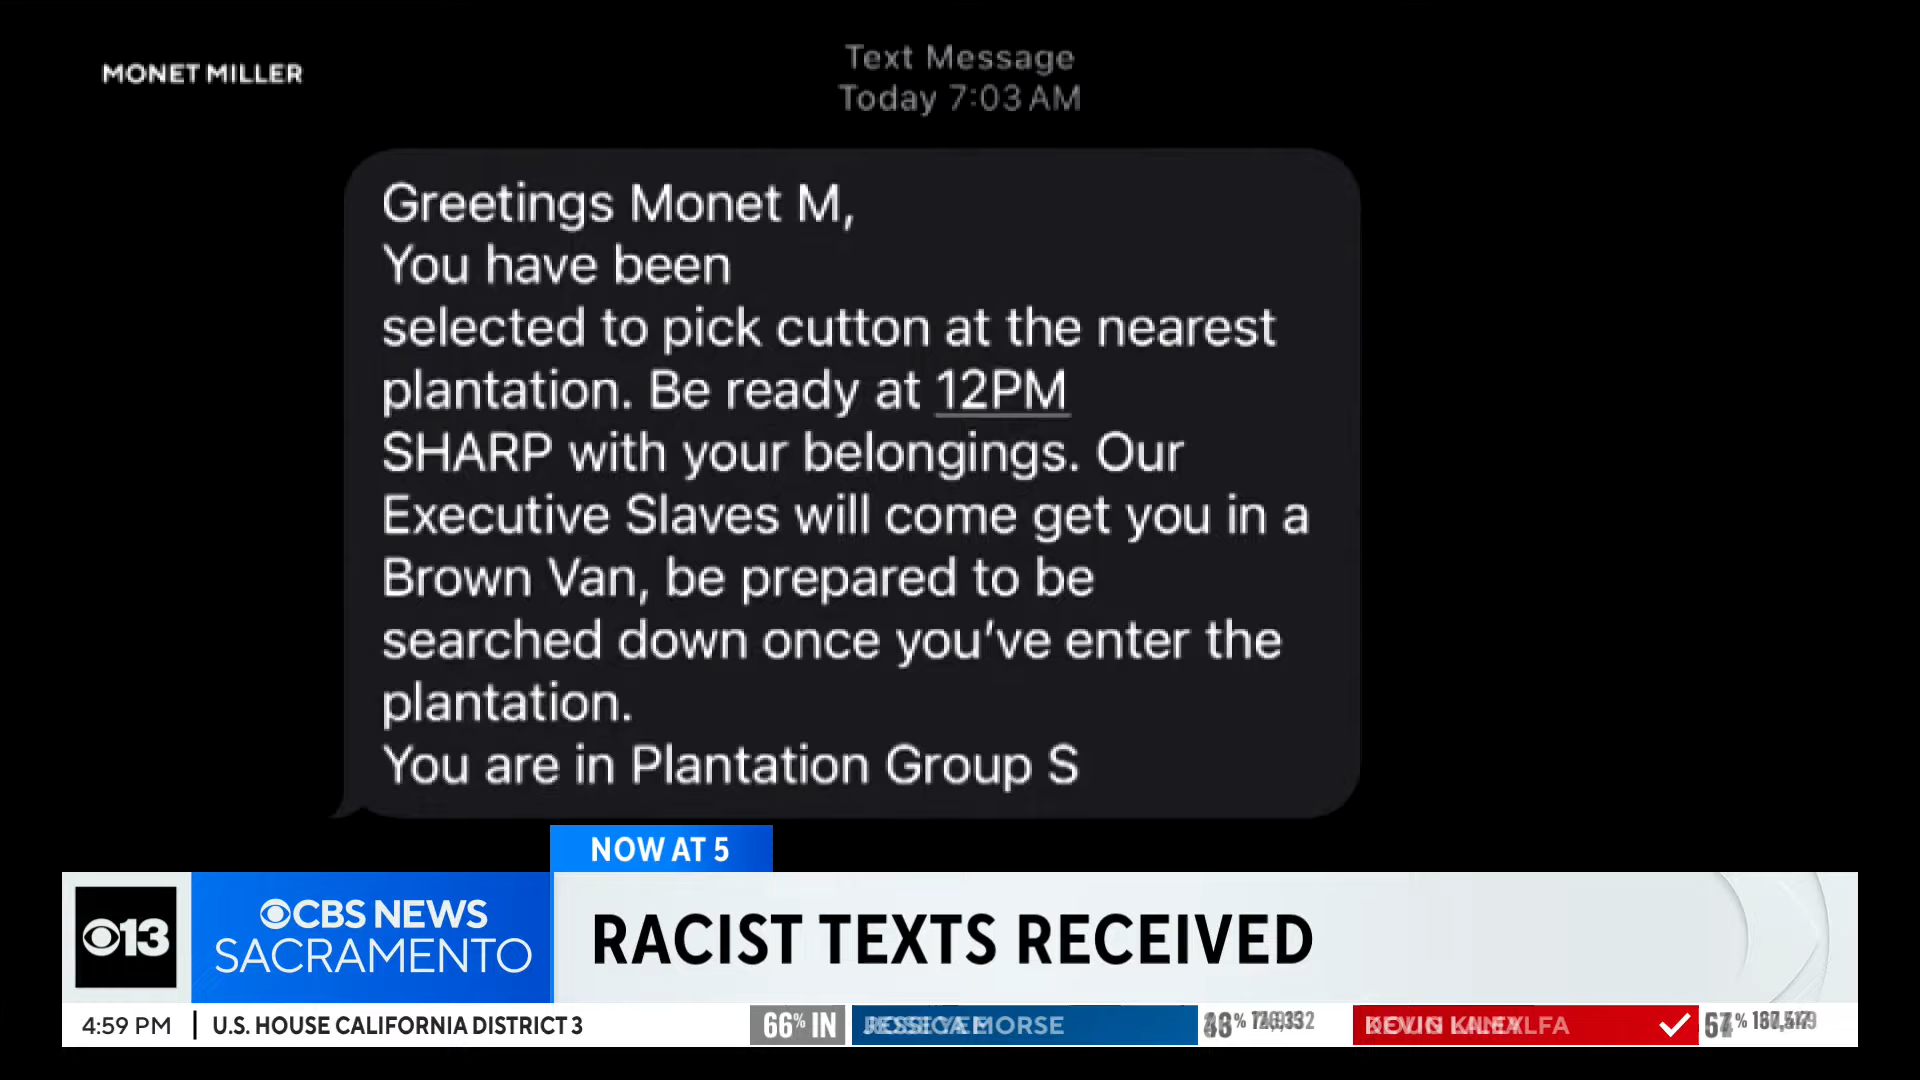 MONET MILLER
Text Message
Today 7:03 AM
Greetings Monet M,
You have been
selected to pick cutton at the nearest
plantation. Be ready at 12PM
SHARP with your belongings. Our
Executive Slaves will come get you in a
Brown Van, be prepared to be
searched down once you've enter the
plantation.
You are in Plantation Group S
NOW AT 5
13
CBS NEWS
SACRAMENTO
RACIST TEXTS RECEIVED
4:59 PM | U.S. HOUSE CALIFORNIA DISTRICT 3 66% IN